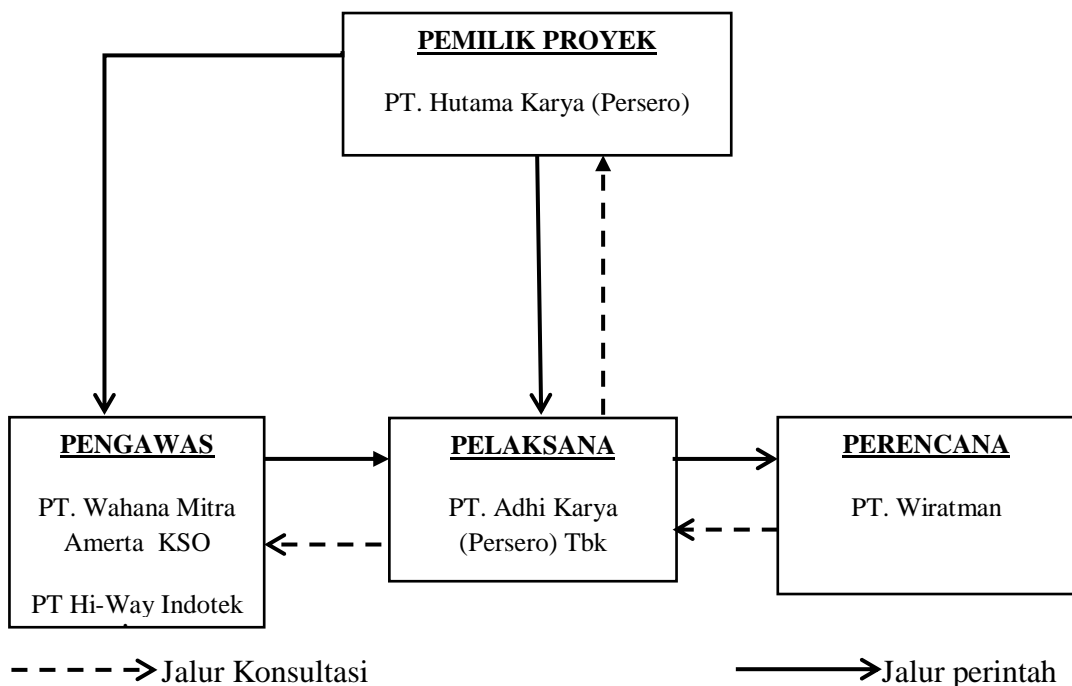 PEMILIK PROYEK
PT. Hutama Karya (Persero)
PENGAWAS
PT. Wahana Mitra
Amerta KSO
PT Hi-Way Indotek
PELAKSANA
PT. Adhi Karya
(Persero) Tbk
PERENCANA
PT. Wiratman
Jalur Konsultasi
Jalur perintah